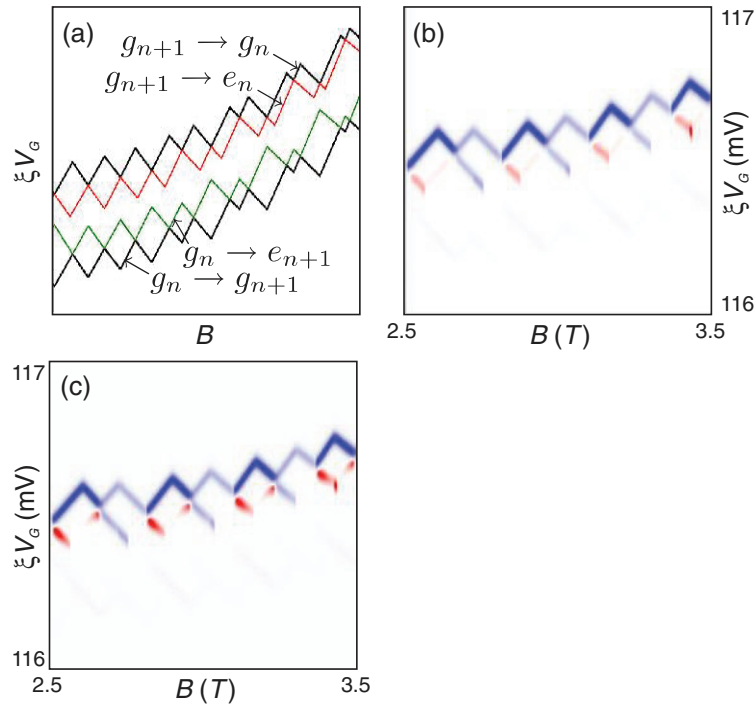 (a)
g_{n+1} → g_n
g_{n+1} → e_n
ξV_G
g_n → e_{n+1}
g_n → g_{n+1}
B
(b)
117
ξV_G (mV)
116
2.5
B (T)
3.5
(c)
117
ξV_G (mV)
116
2.5
B (T)
3.5